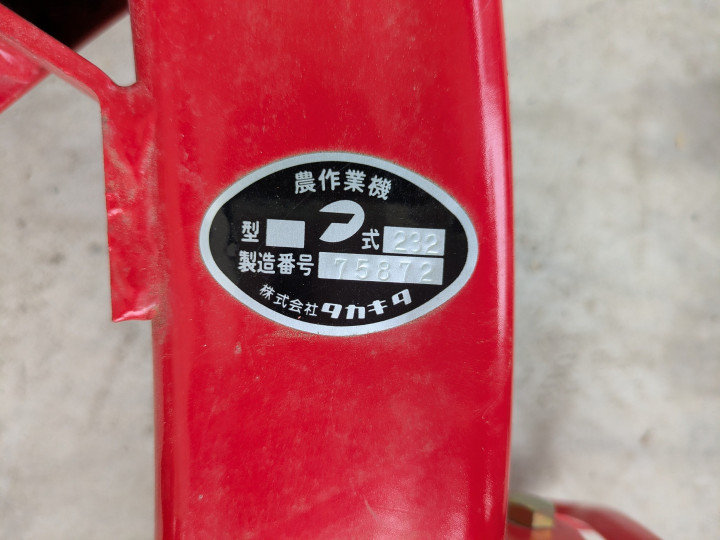 農作業機
型 式 232
製造番号 75872
株式会社タカキタ